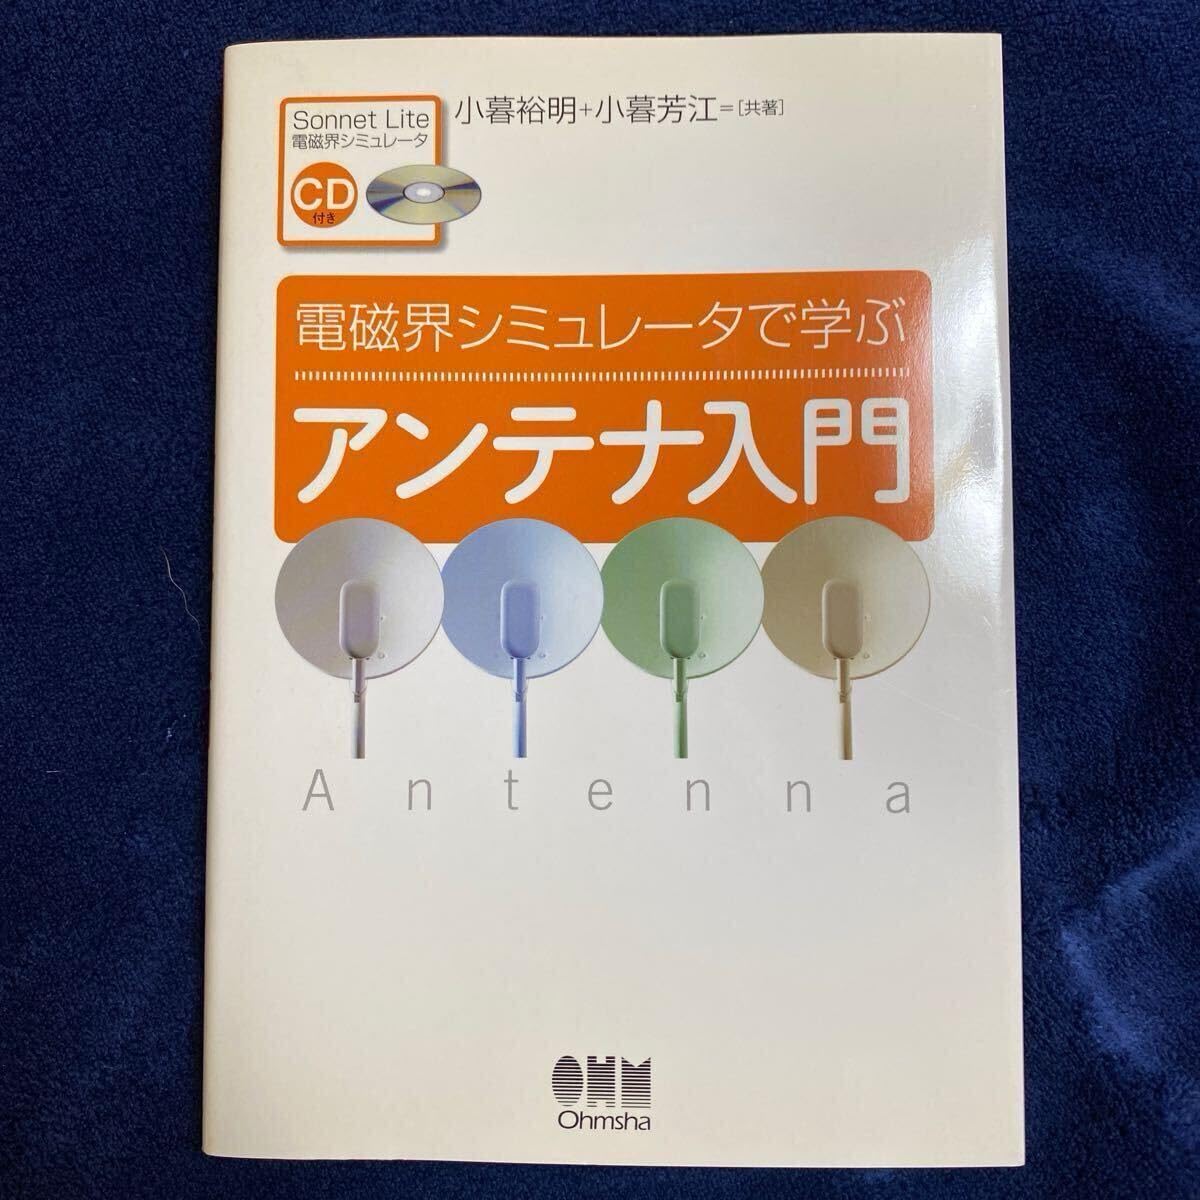 Sonnet Lite
電磁界シミュレータ
CD
付き
小暮裕明+小暮芳江=[共著]
電磁界シミュレータで学ぶ
アンテナ入門
Antenna
OHM
Ohmsha